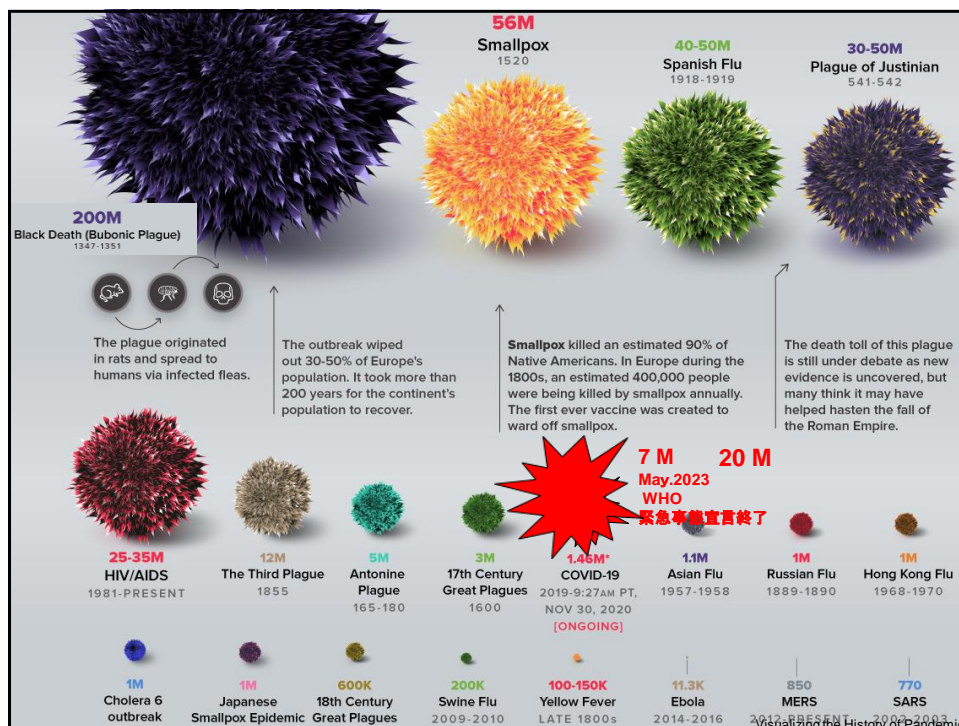 56M
Smallpox
1520
40-50M
Spanish Flu
1918-1919
30-50M
Plague of Justinian
541-542
200M
Black Death (Bubonic Plague)
1347-1351
The plague originated
in rats and spread to
humans via infected fleas.
The outbreak wiped
out 30-50% of Europe's
population. It took more than
200 years for the continent's
population to recover.
Smallpox killed an estimated 90% of
Native Americans. In Europe during the
1800s, an estimated 400,000 people
were being killed by smallpox annually.
The first ever vaccine was created to
ward off smallpox.
The death toll of this plague
is still under debate as new
evidence is uncovered, but
many think it may have
helped hasten the fall of
the Roman Empire.
7 M 20 M
May.2023
WHO
緊急事態宣言終了
25-35M
HIV/AIDS
1981-PRESENT
12M
The Third Plague
1855
5M
Antonine
Plague
165-180
3M
17th Century
Great Plagues
1600
1.46M*
COVID-19
2019-9:27AM PT,
NOV 30, 2020
[ONGOING]
1.1M
Asian Flu
1957-1958
1M
Russian Flu
1889-1890
1M
Hong Kong Flu
1968-1970
1M
Cholera 6
outbreak
1M
Japanese
Smallpox Epidemic
600K
18th Century
Great Plagues
200K
Swine Flu
2009-2010
100-150K
Yellow Fever
LATE 1800s
11.3K
Ebola
2014-2016
850
MERS
2012-PRESENT
770
SARS
2002-2003
Visualizing the History of Pandemic